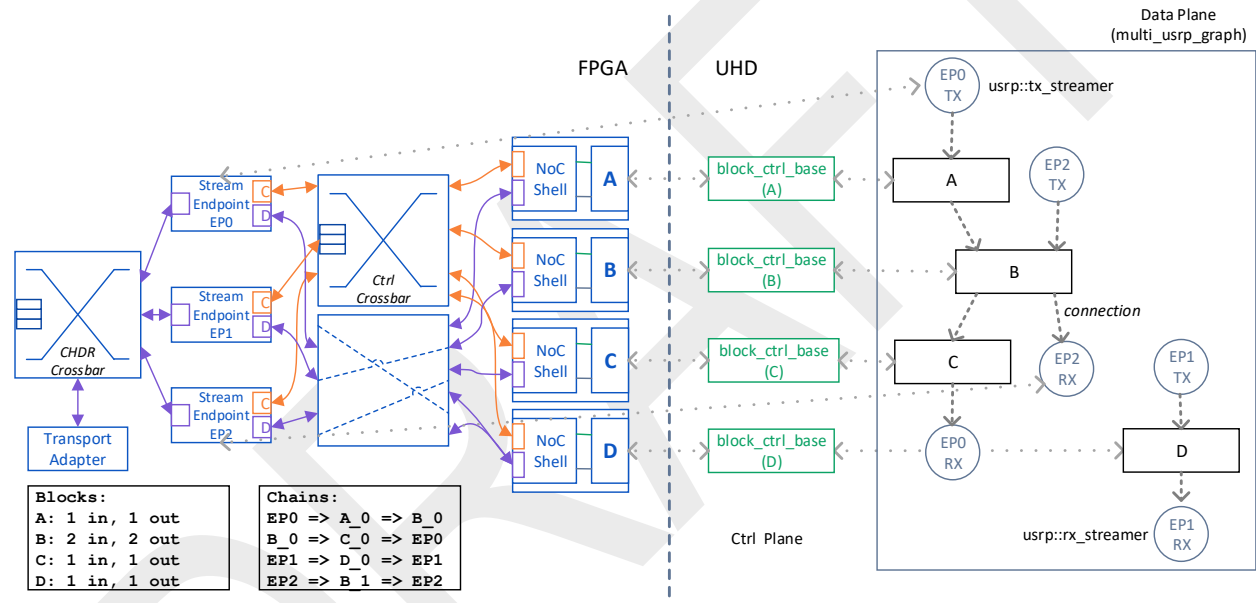 Data Plane
(multi_usrp_graph)
FPGA
UHD
EP0
TX
usrp::tx_streamer
NoC
Shell
A
block_ctrl_base
(A)
A
EP2
TX
Stream
Endpoint
EP0
C
D
Ctrl
Crossbar
NoC
Shell
B
block_ctrl_base
(B)
B
connection
CHDR
Crossbar
Stream
Endpoint
EP1
C
D
NoC
Shell
C
block_ctrl_base
(C)
C
EP2
RX
EP1
TX
Stream
Endpoint
EP2
C
D
Transport
Adapter
NoC
Shell
D
block_ctrl_base
(D)
EP0
RX
D
Blocks:
A: 1 in, 1 out
B: 2 in, 2 out
C: 1 in, 1 out
D: 1 in, 1 out
Chains:
EP0 => A_0 => B_0
B_0 => C_0 => EP0
EP1 => D_0 => EP1
EP2 => B_1 => EP2
Ctrl Plane
usrp::rx_streamer
EP1
RX
DRAFT